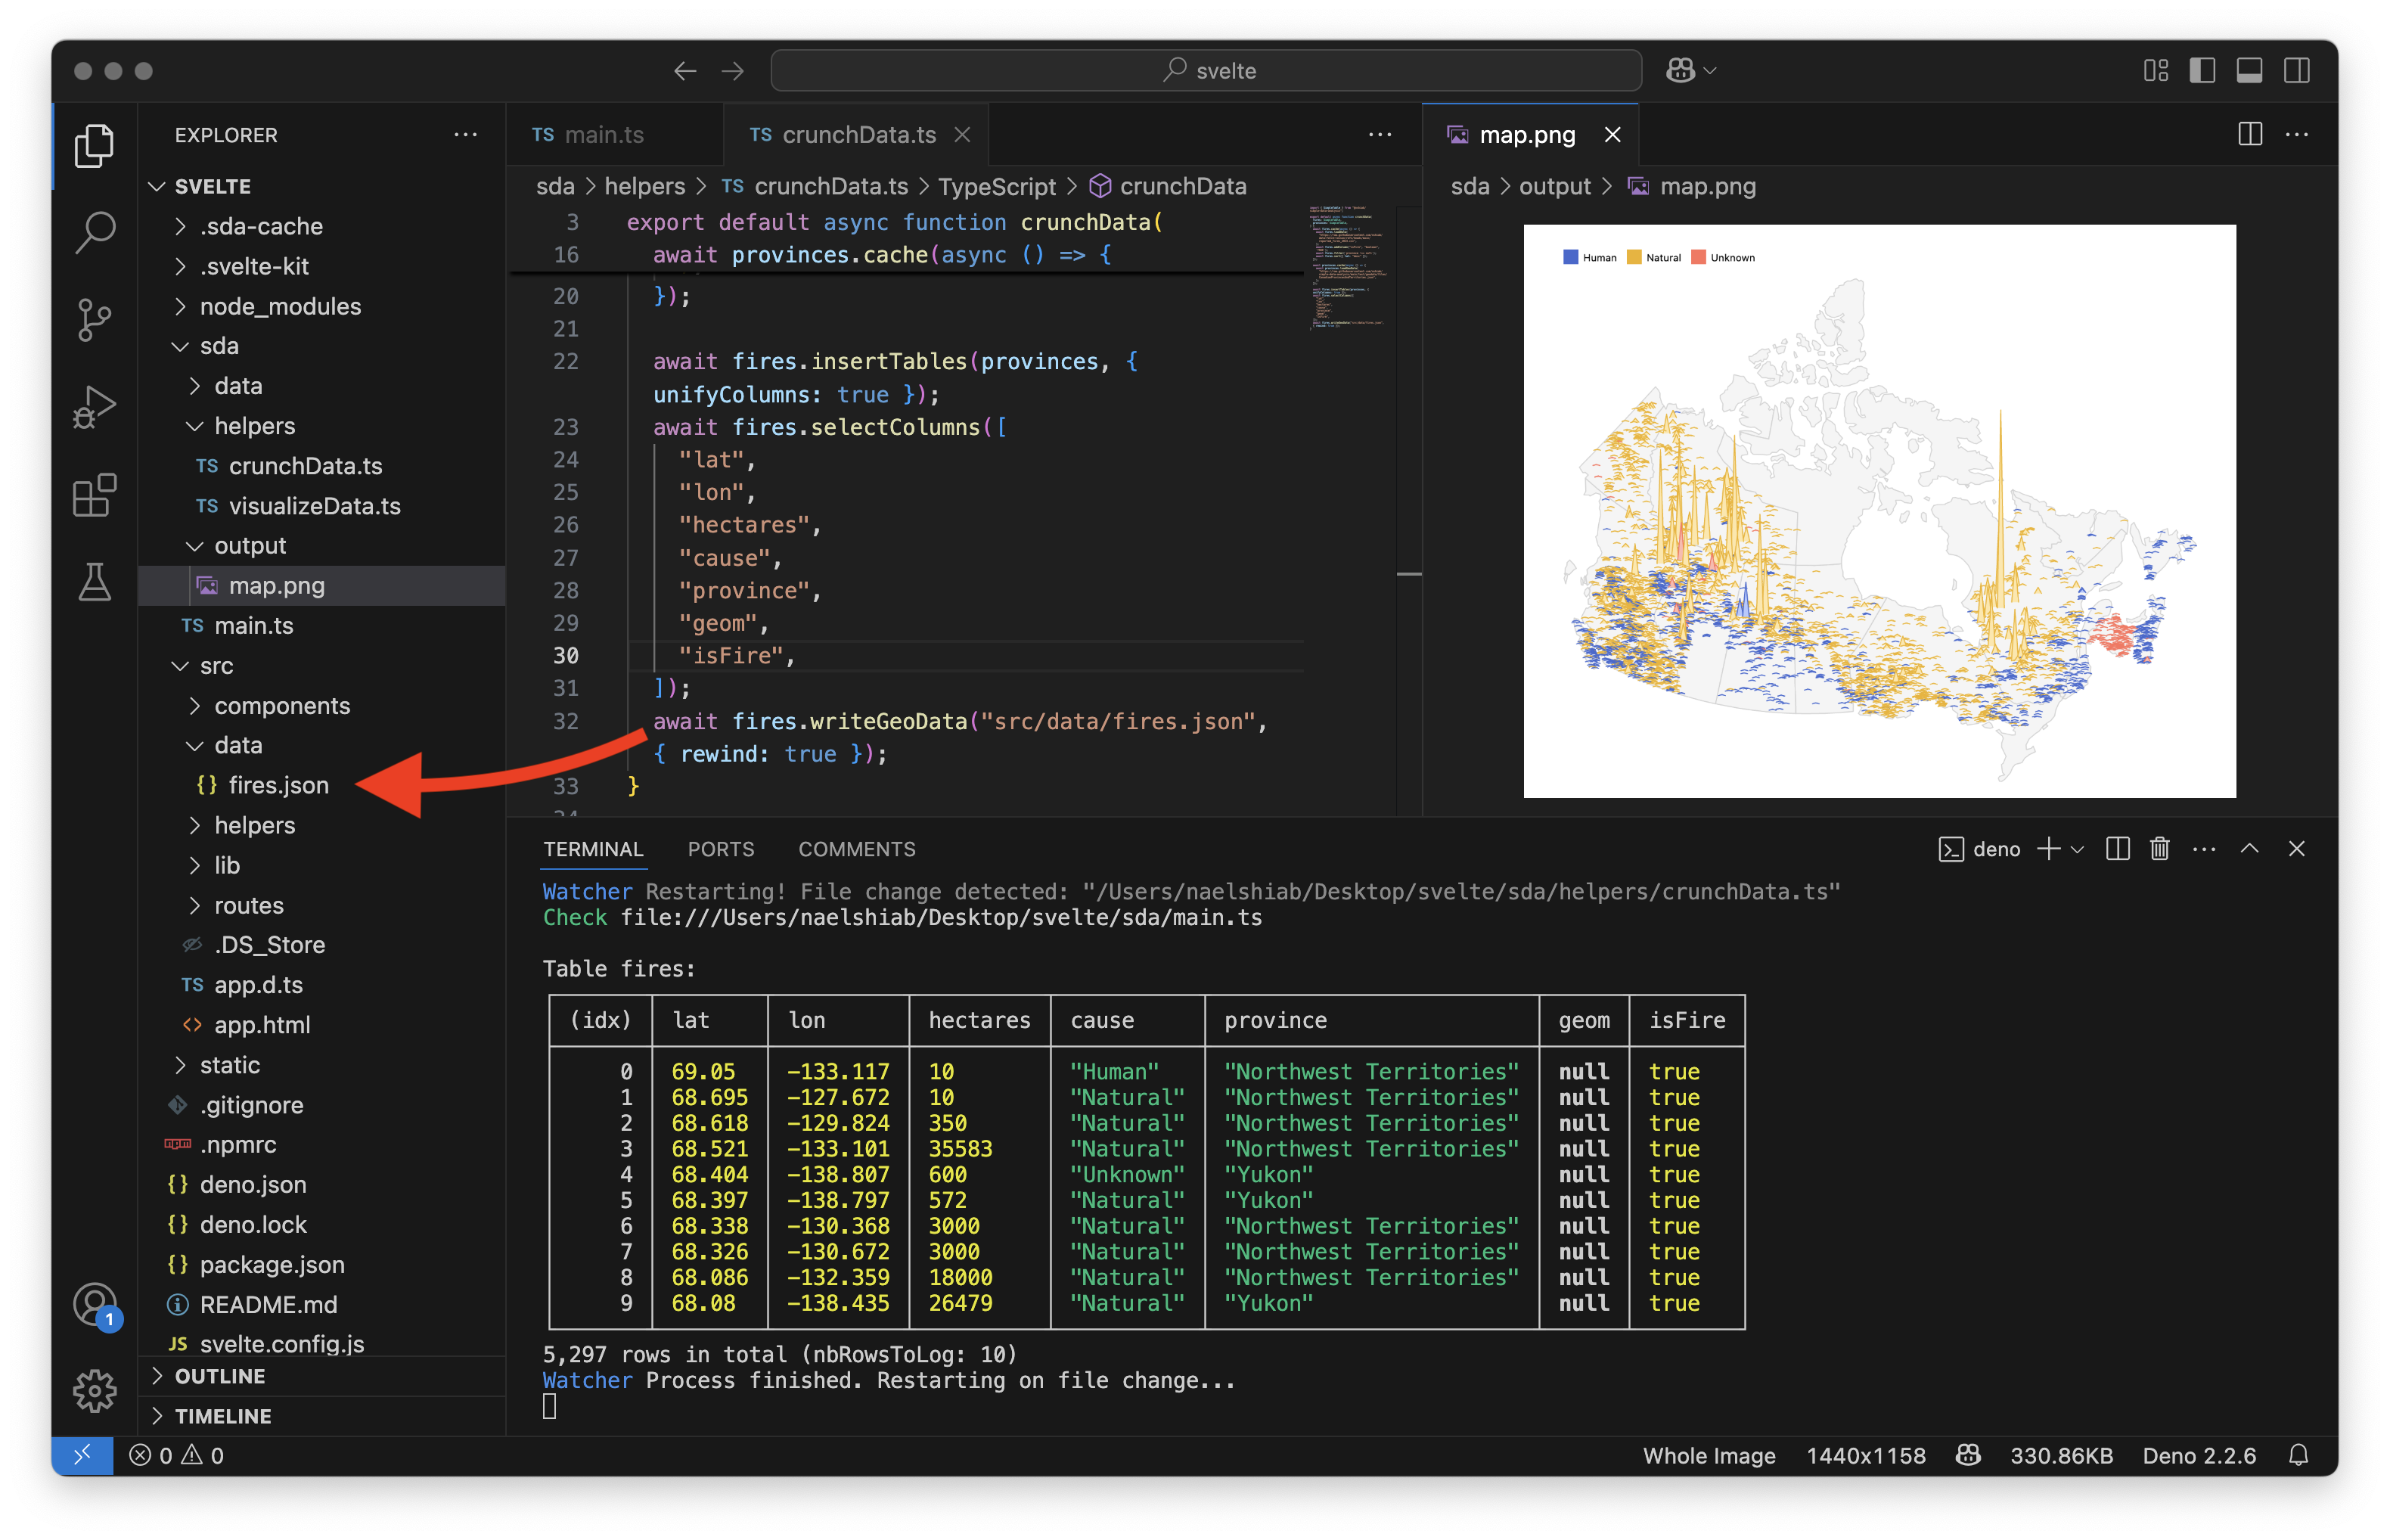 svelte
EXPLORER
SVELTE
.sda-cache
.svelte-kit
node_modules
sda
data
helpers
TS crunchData.ts
TS visualizeData.ts
output
map.png
TS main.ts
src
components
data
{} fires.json
helpers
lib
routes
.DS_Store
TS app.d.ts
<> app.html
static
.gitignore
npm .npmrc
{} deno.json
{} deno.lock
{} package.json
README.md
JS svelte.config.js
OUTLINE
TIMELINE
1
TS main.ts
TS crunchData.ts
sda > helpers > TS crunchData.ts > TypeScript > crunchData
3 export default async function crunchData(
16 await provinces.cache(async () => {
20 });
21
22 await fires.insertTables(provinces, {
unifyColumns: true });
23 await fires.selectColumns([
24 "lat",
25 "lon",
26 "hectares",
27 "cause",
28 "province",
29 "geom",
30 "isFire",
31 ]);
32 await fires.writeGeoData("src/data/fires.json",
{ rewind: true });
33 }
map.png
sda > output > map.png
Human Natural Unknown
TERMINAL PORTS COMMENTS
deno
Watcher Restarting! File change detected: "/Users/naelshiab/Desktop/svelte/sda/helpers/crunchData.ts"
Check file:///Users/naelshiab/Desktop/svelte/sda/main.ts
Table fires:
(idx) lat lon hectares cause province geom isFire
0 69.05 -133.117 10 "Human" "Northwest Territories" null true
1 68.695 -127.672 10 "Natural" "Northwest Territories" null true
2 68.618 -129.824 350 "Natural" "Northwest Territories" null true
3 68.521 -133.101 35583 "Natural" "Northwest Territories" null true
4 68.404 -138.807 600 "Unknown" "Yukon" null true
5 68.397 -138.797 572 "Natural" "Yukon" null true
6 68.338 -130.368 3000 "Natural" "Northwest Territories" null true
7 68.326 -130.672 3000 "Natural" "Northwest Territories" null true
8 68.086 -132.359 18000 "Natural" "Northwest Territories" null true
9 68.08 -138.435 26479 "Natural" "Yukon" null true
5,297 rows in total (nbRowsToLog: 10)
Watcher Process finished. Restarting on file change...
0 0
Whole Image 1440x1158 330.86KB Deno 2.2.6